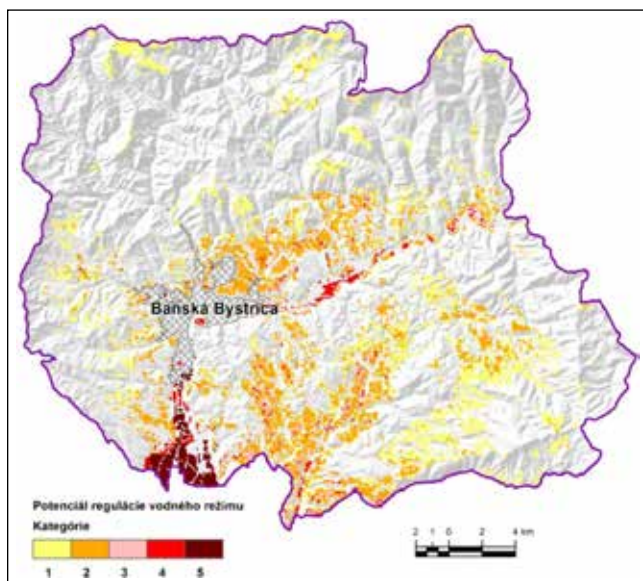 Banská Bystrica
Potenciál regulácie vodného režimu
Kategórie
1 2 3 4 5
2 1 0 2 4 km